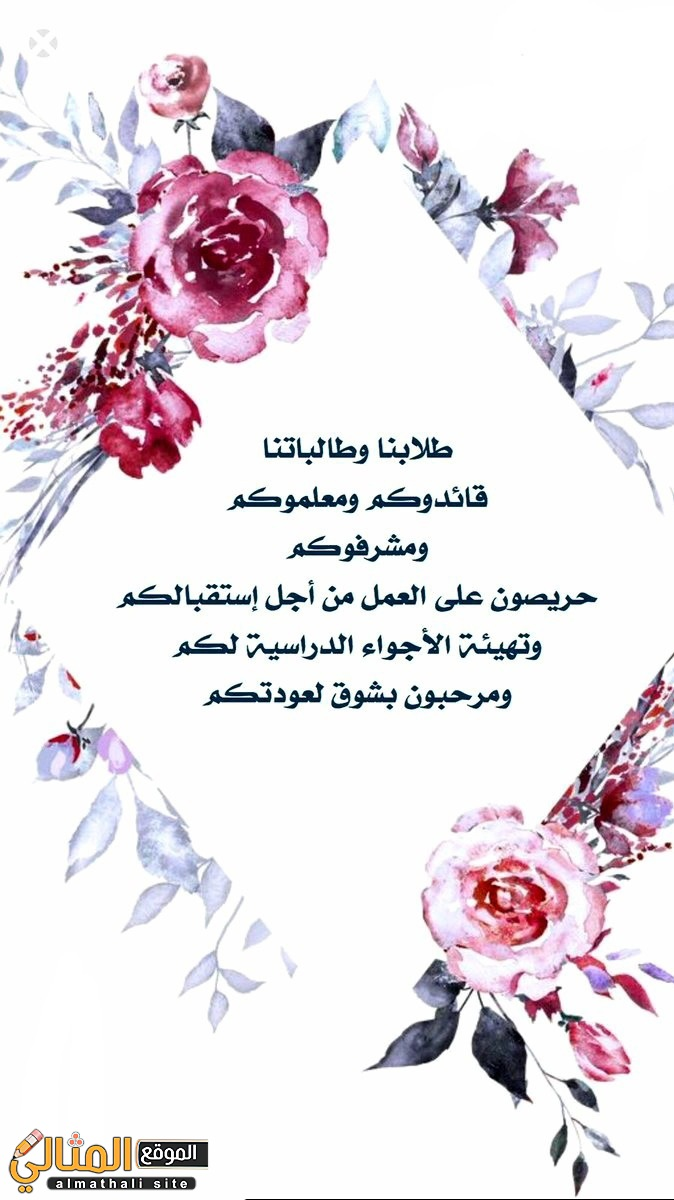 طلابنا وطالباتنا
قائدوكم ومعلموكم
ومشرفوكم
حريصون على العمل من أجل إستقبالكم
وتهيئة الأجواء الدراسية لكم
ومرحبون بشوق لعودتكم
الموقع المثالي
almathali site